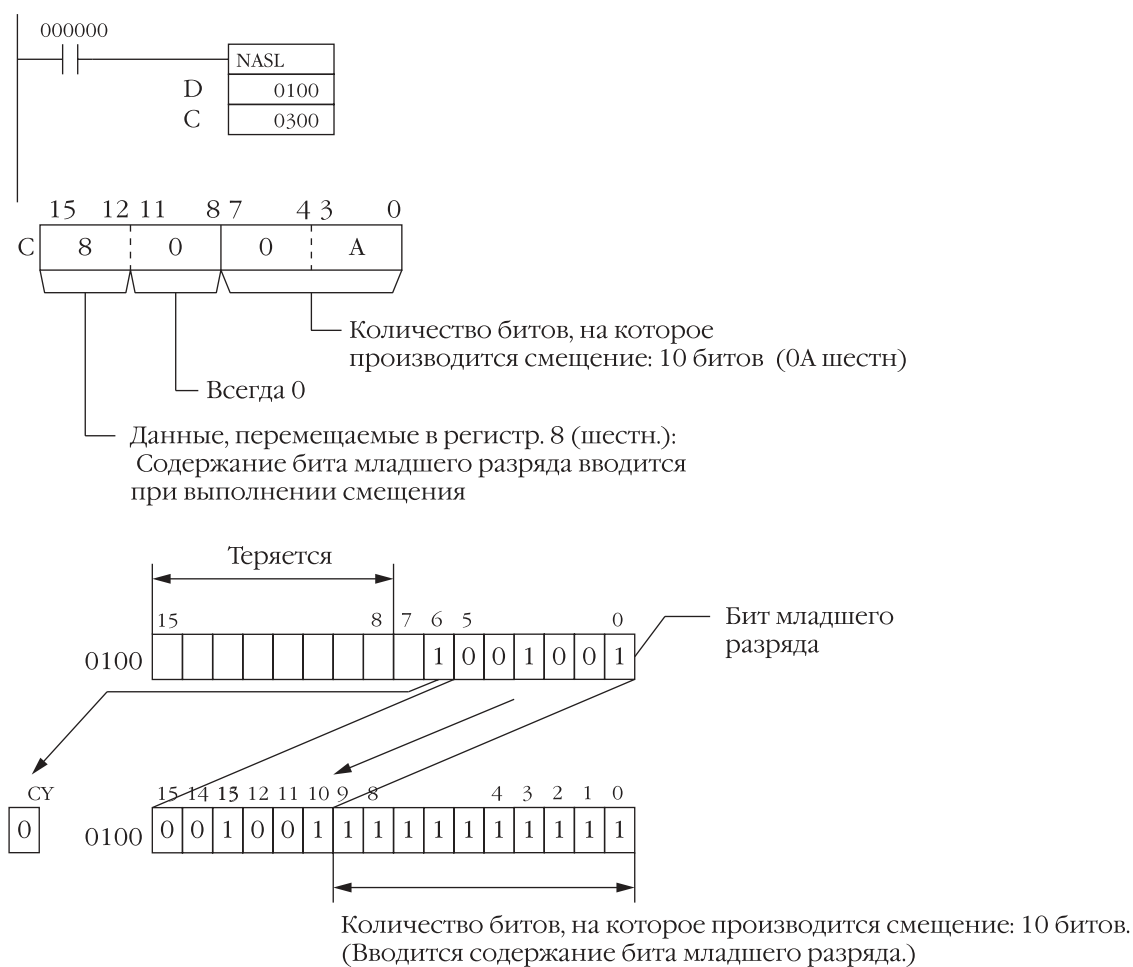 000000
NASL
D 0100
C 0300
15 12 11 8 7 4 3 0
C 8 0 0 A
Количество битов, на которое
производится смещение: 10 битов (0A шестн)
Всегда 0
Данные, перемещаемые в регистр. 8 (шестн.):
Содержание бита младшего разряда вводится
при выполнении смещения
Теряется
15 8 7 6 5 0
Бит младшего
разряда
0100 1 0 0 1 0 0 1
CY 15 14 13 12 11 10 9 8 4 3 2 1 0
0 0100 0 0 1 0 0 1 1 1 1 1 1 1 1 1 1 1
Количество битов, на которое производится смещение: 10 битов.
(Вводится содержание бита младшего разряда.)